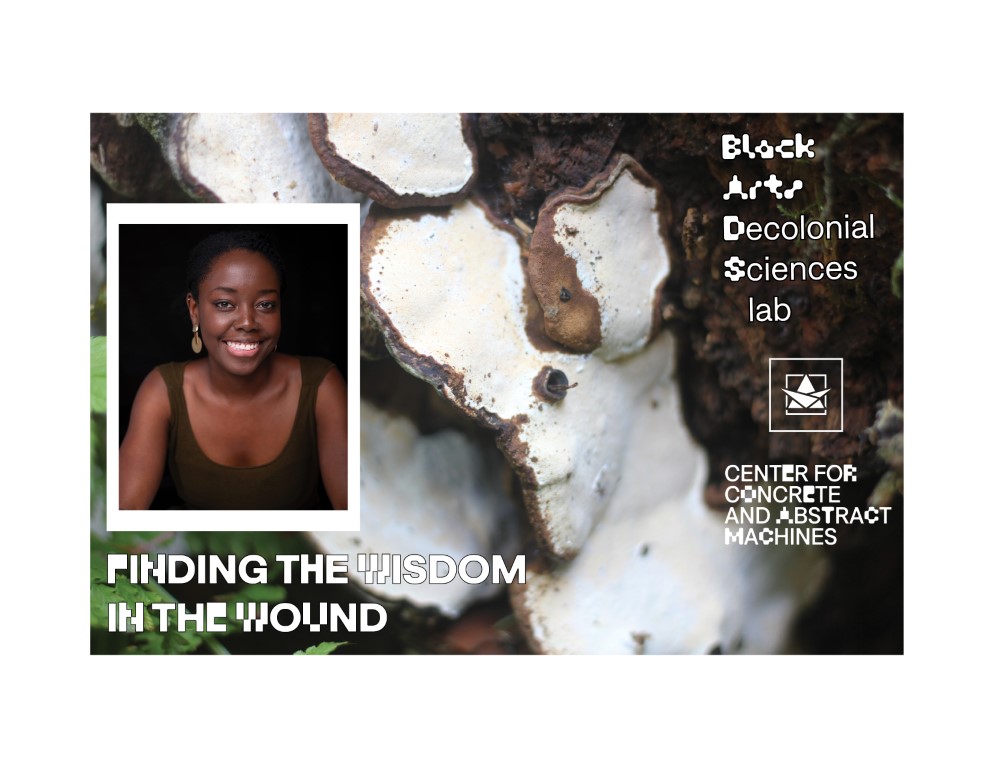 Black
Arts
Decolonial
Sciences
lab
CENTER FOR
CONCRETE
AND ABSTRACT
MACHINES
FINDING THE WISDOM
IN THE WOUND